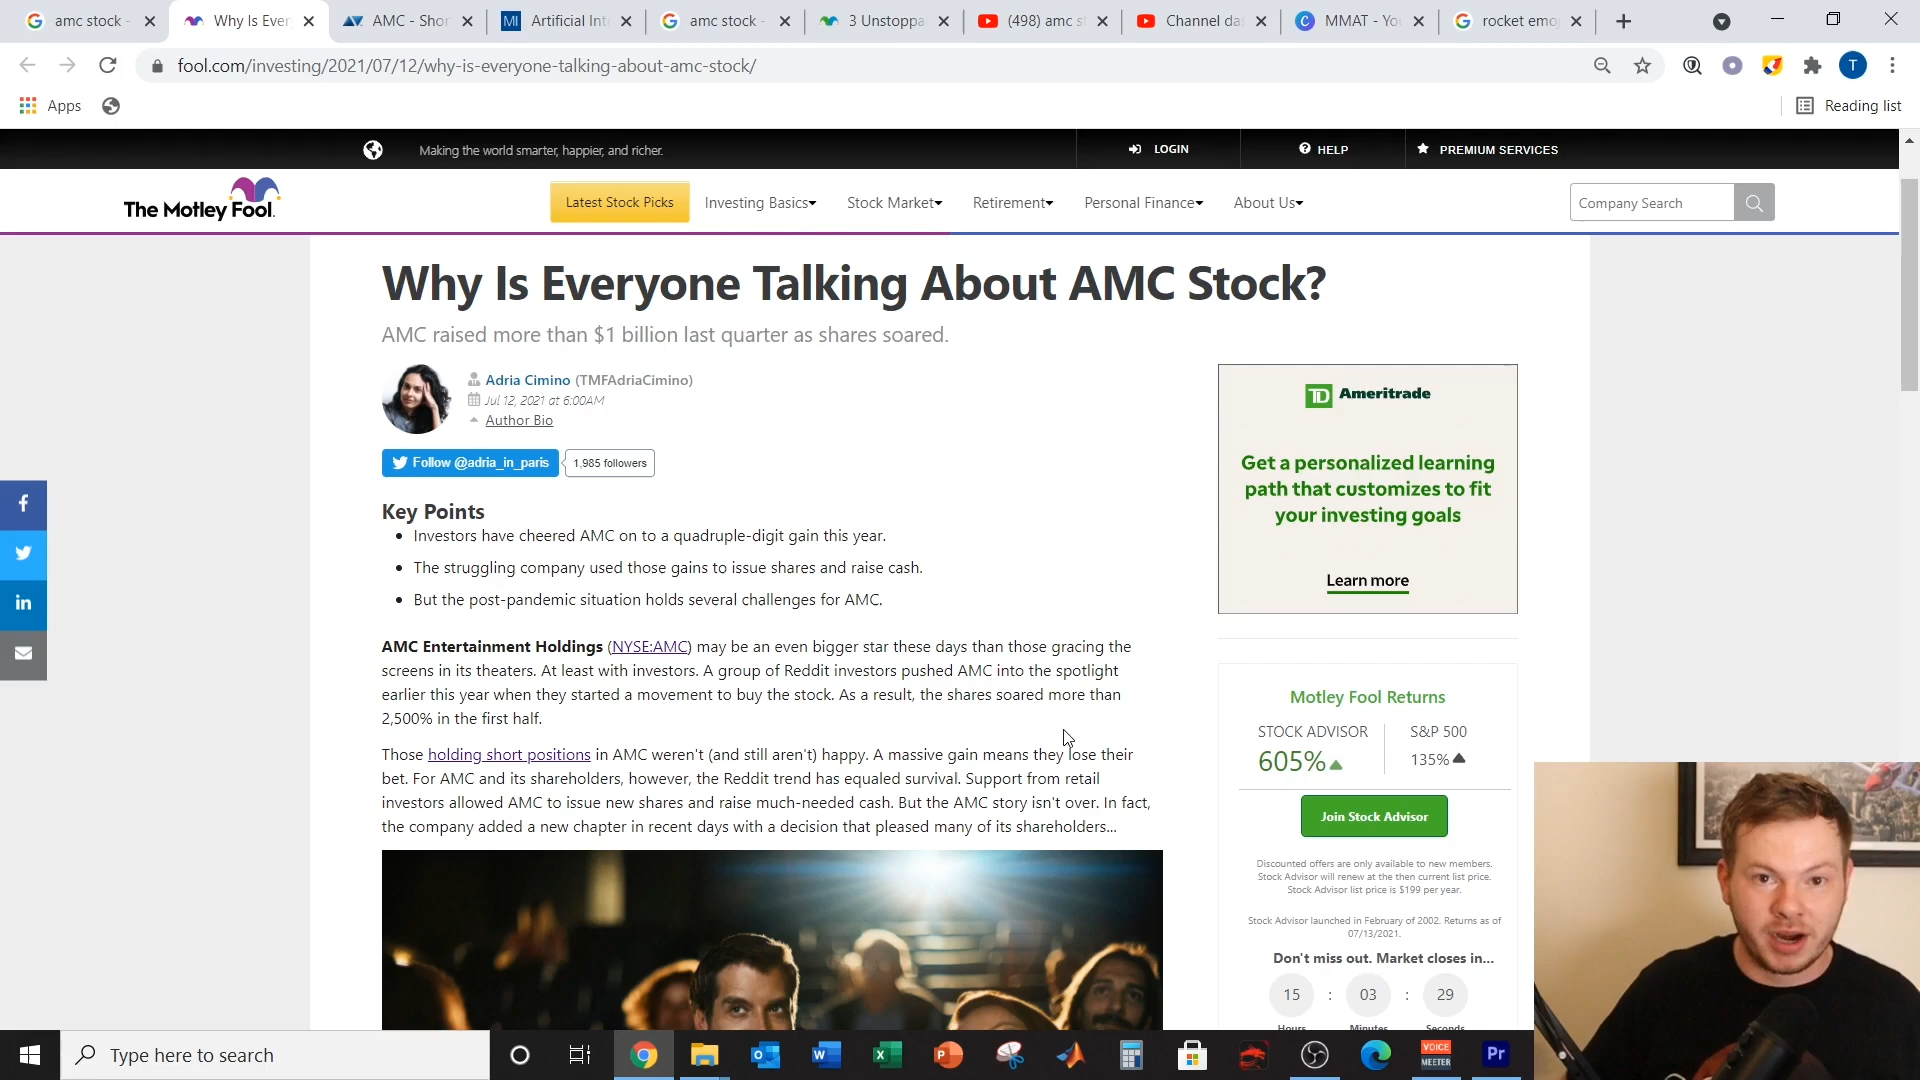 amc stock -
Why Is Ever
AMC - Shor
MI
Artificial Int
amc stock -
3 Unstoppa
(498) amc s
Channel da
MMAT - Yo
rocket emo
fool.com/investing/2021/07/12/why-is-everyone-talking-about-amc-stock/
T
Apps
Reading list
Making the world smarter, happier, and richer.
LOGIN
HELP
PREMIUM SERVICES
The Motley Fool.
Latest Stock Picks
Investing Basics
Stock Market
Retirement
Personal Finance
About Us
Company Search
Why Is Everyone Talking About AMC Stock?
AMC raised more than $1 billion last quarter as shares soared.
Adria Cimino (TMFAdriaCimino)
Jul 12, 2021 at 6:00AM
Author Bio
Follow @adria_in_paris
1,985 followers
Key Points
• Investors have cheered AMC on to a quadruple-digit gain this year.
• The struggling company used those gains to issue shares and raise cash.
• But the post-pandemic situation holds several challenges for AMC.
AMC Entertainment Holdings (NYSE:AMC) may be an even bigger star these days than those gracing the
screens in its theaters. At least with investors. A group of Reddit investors pushed AMC into the spotlight
earlier this year when they started a movement to buy the stock. As a result, the shares soared more than
2,500% in the first half.
Those holding short positions in AMC weren't (and still aren't) happy. A massive gain means they lose their
bet. For AMC and its shareholders, however, the Reddit trend has equaled survival. Support from retail
investors allowed AMC to issue new shares and raise much-needed cash. But the AMC story isn't over. In fact,
the company added a new chapter in recent days with a decision that pleased many of its shareholders...
TD Ameritrade
Get a personalized learning
path that customizes to fit
your investing goals
Learn more
Motley Fool Returns
STOCK ADVISOR
S&P 500
605%
135%
Join Stock Advisor
Discounted offers are only available to new members.
Stock Advisor will renew at the then current list price.
Stock Advisor list price is $199 per year.
Stock Advisor launched in February of 2002. Returns as of
07/13/2021.
Don't miss out. Market closes in...
15 : 03 : 29
Hours
Minutes
Seconds
Type here to search
VOICE
MEETER
Pr